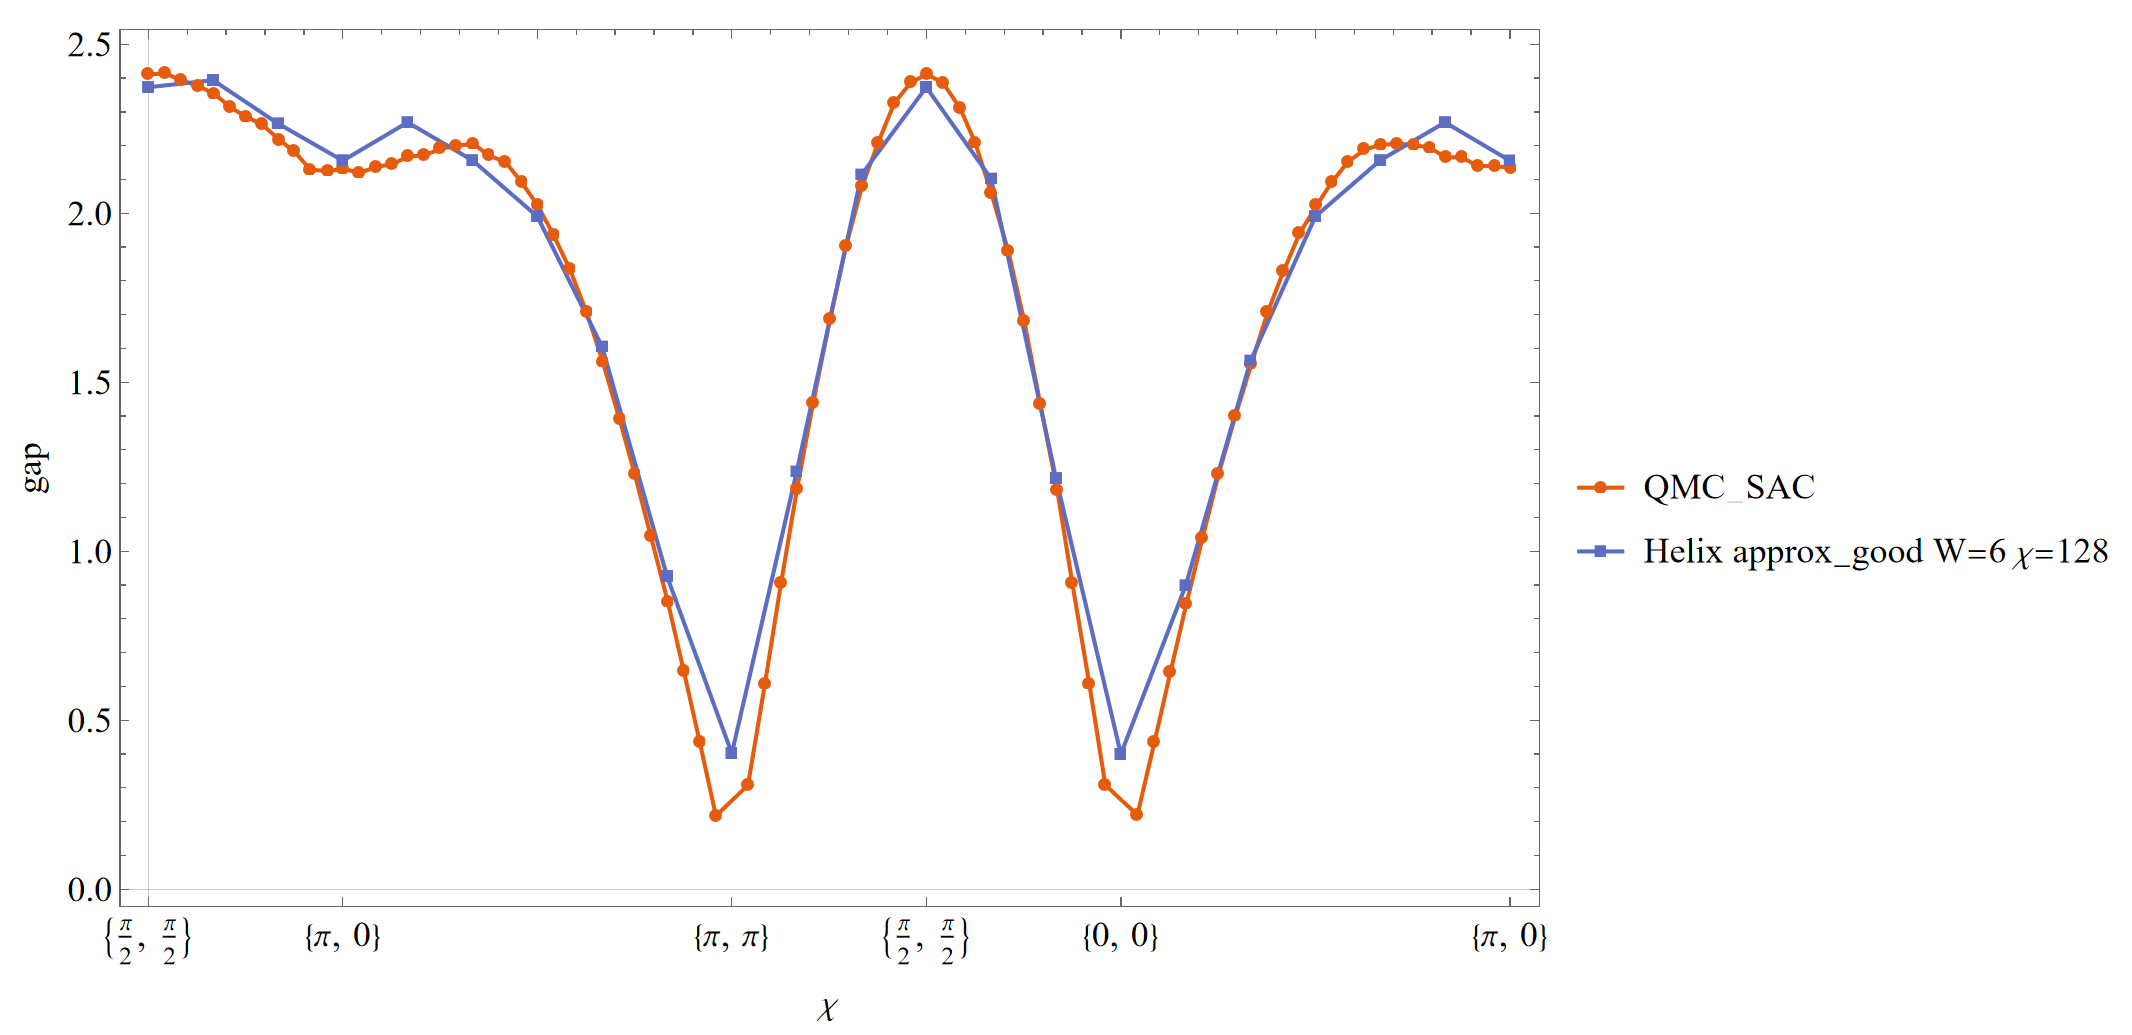 2.5
2.0
1.5
1.0
0.5
0.0
gap
{π/2, π/2} {π, 0} {π, π} {π/2, π/2} {0, 0} {π, 0}
χ
QMC_SAC
Helix approx_good W=6 χ=128